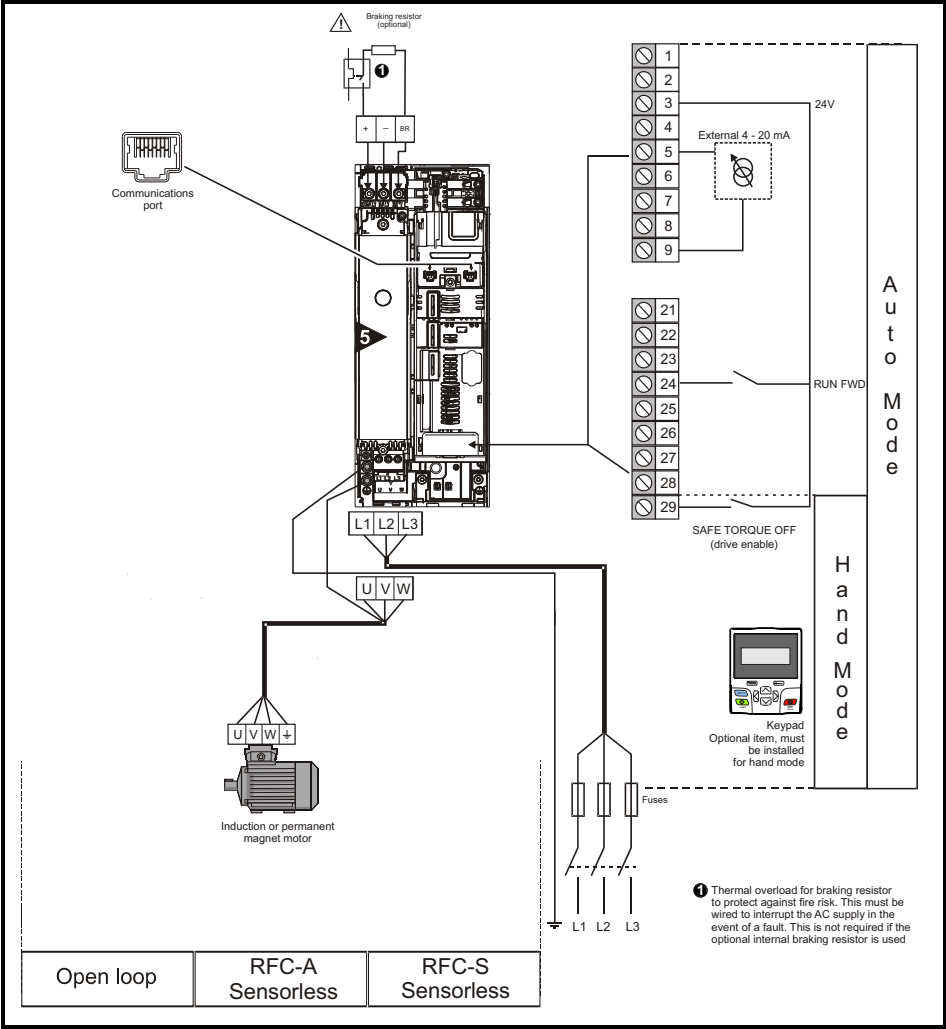 Braking resistor
(optional)
1
+ − BR
Communications
port
5
U V W
L1 L2 L3
U V W
U V W
Induction or permanent
magnet motor
Open loop
RFC-A
Sensorless
RFC-S
Sensorless
1
2
3
4
5
6
7
8
9
24V
External 4 - 20 mA
21
22
23
24
25
26
27
28
29
RUN FWD
SAFE TORQUE OFF
(drive enable)
Auto Mode
Hand Mode
Keypad
Optional item, must
be installed
for hand mode
Fuses
L1 L2 L3
1 Thermal overload for braking resistor
to protect against fire risk. This must be
wired to interrupt the AC supply in the
event of a fault. This is not required if the
optional internal braking resistor is used